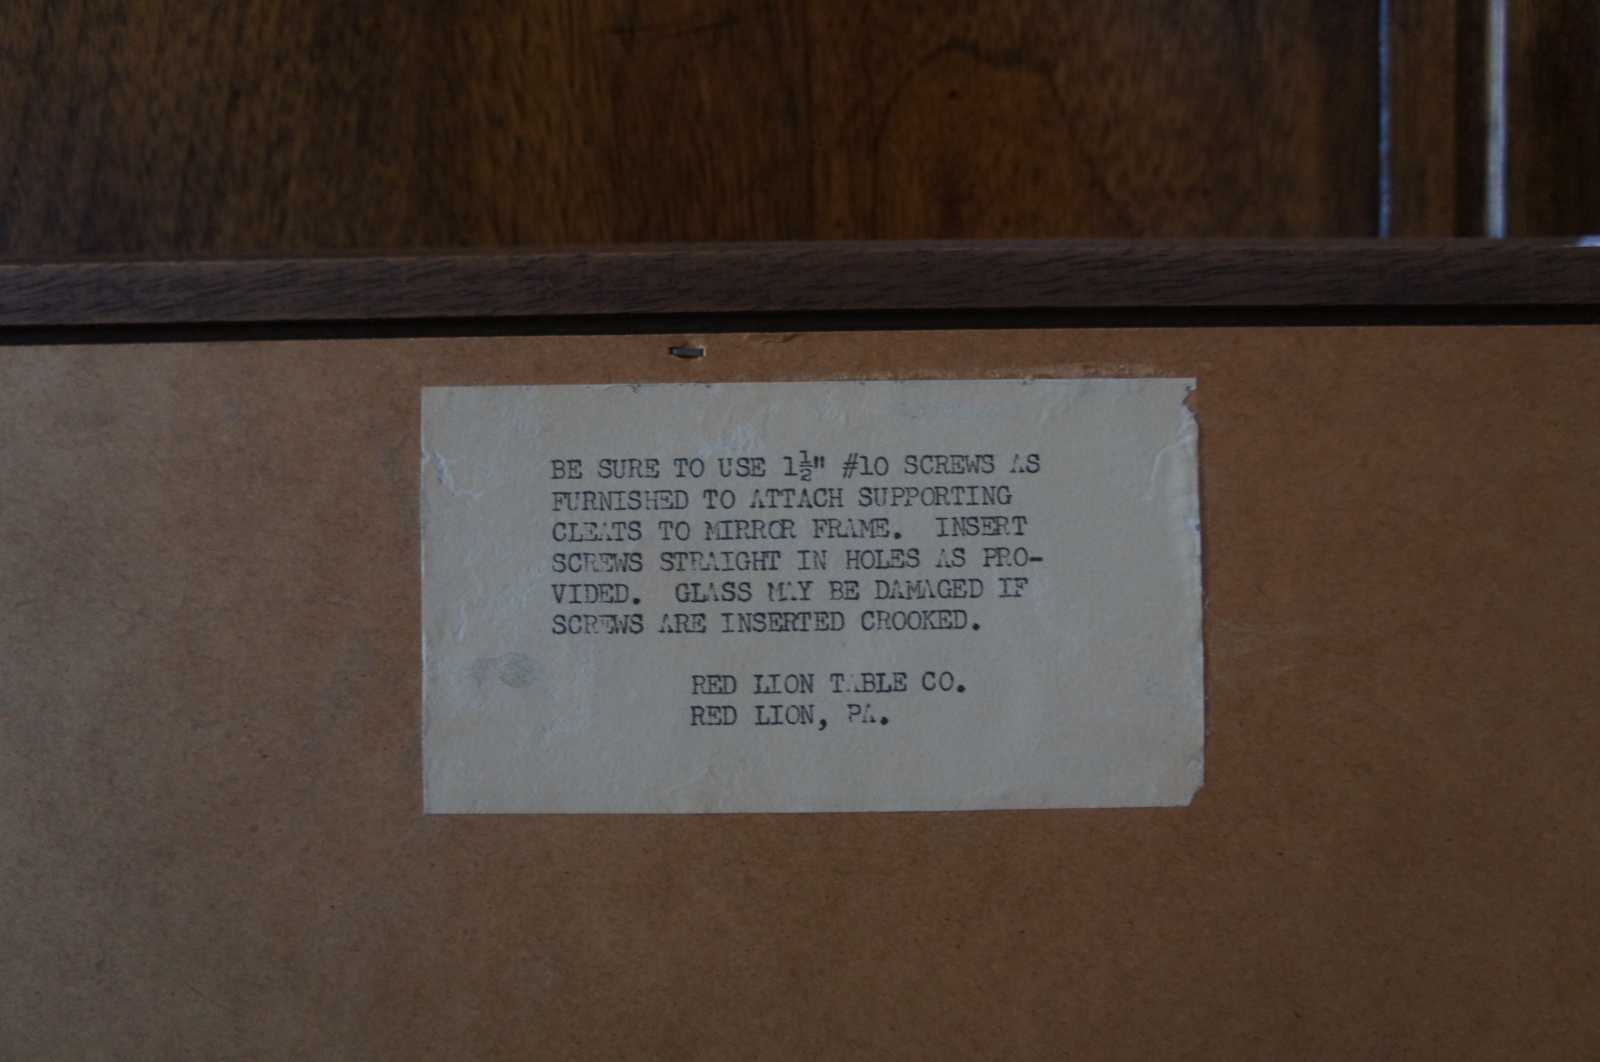 BE SURE TO USE 1½" #10 SCREWS AS
FURNISHED TO ATTACH SUPPORTING
CLEATS TO MIRROR FRAME.  INSERT
SCREWS STRAIGHT IN HOLES AS PRO-
VIDED.  GLASS MAY BE DAMAGED IF
SCREWS ARE INSERTED CROOKED.
RED LION TABLE CO.
RED LION, PA.